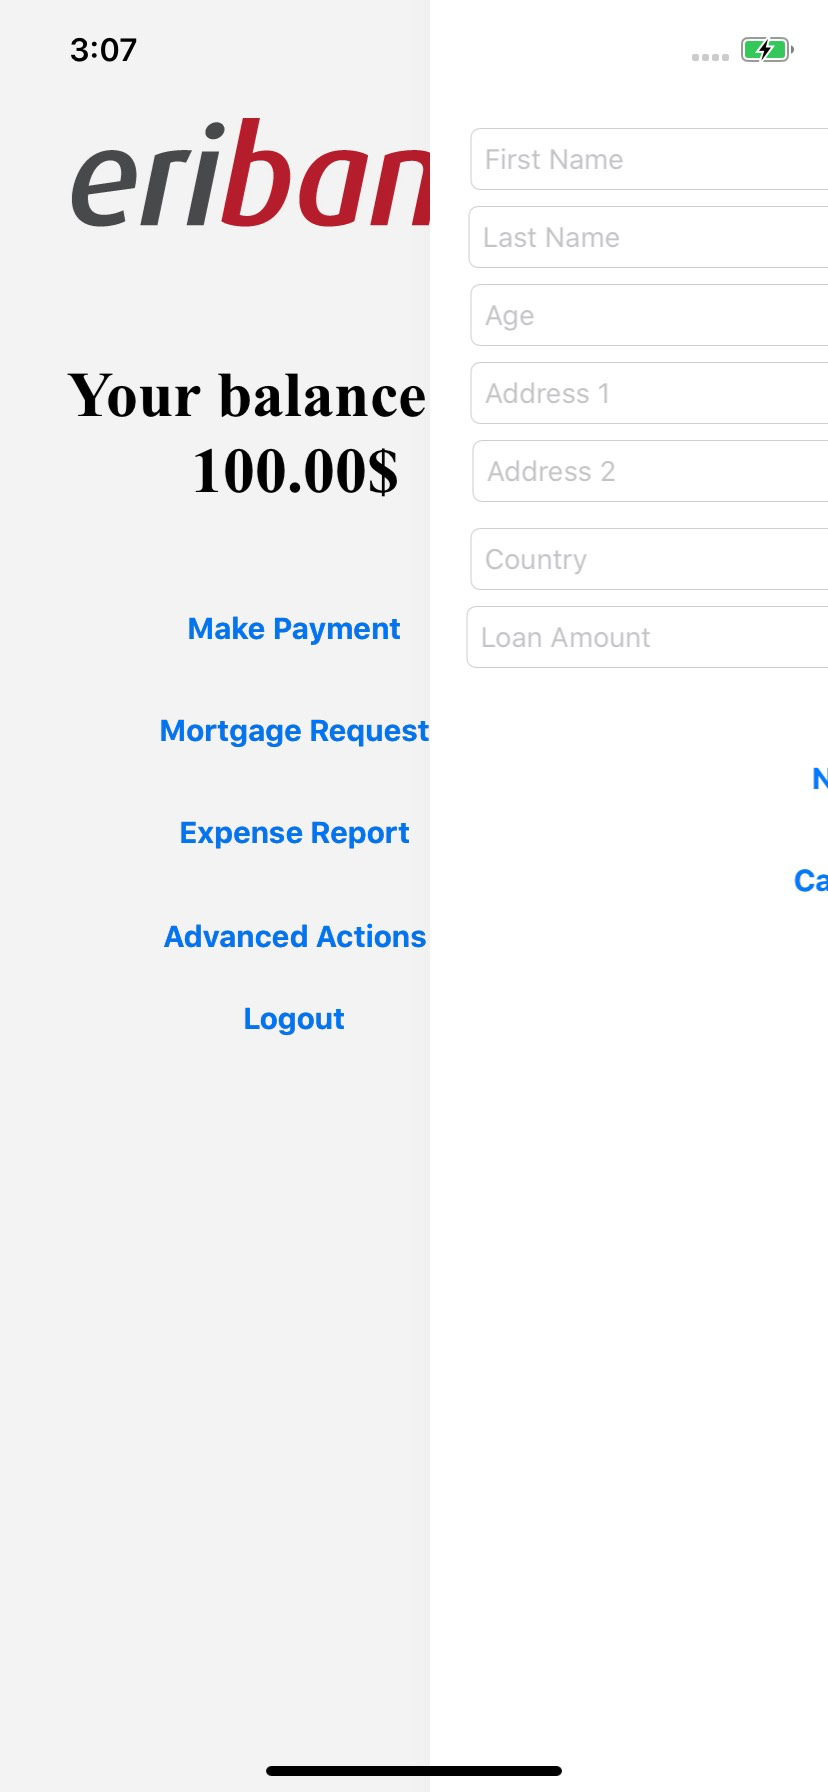 3:07
eriban
Your balance
100.00$
Make Payment
Mortgage Request
Expense Report
Advanced Actions
Logout
First Name
Last Name
Age
Address 1
Address 2
Country
Loan Amount
N
Ca